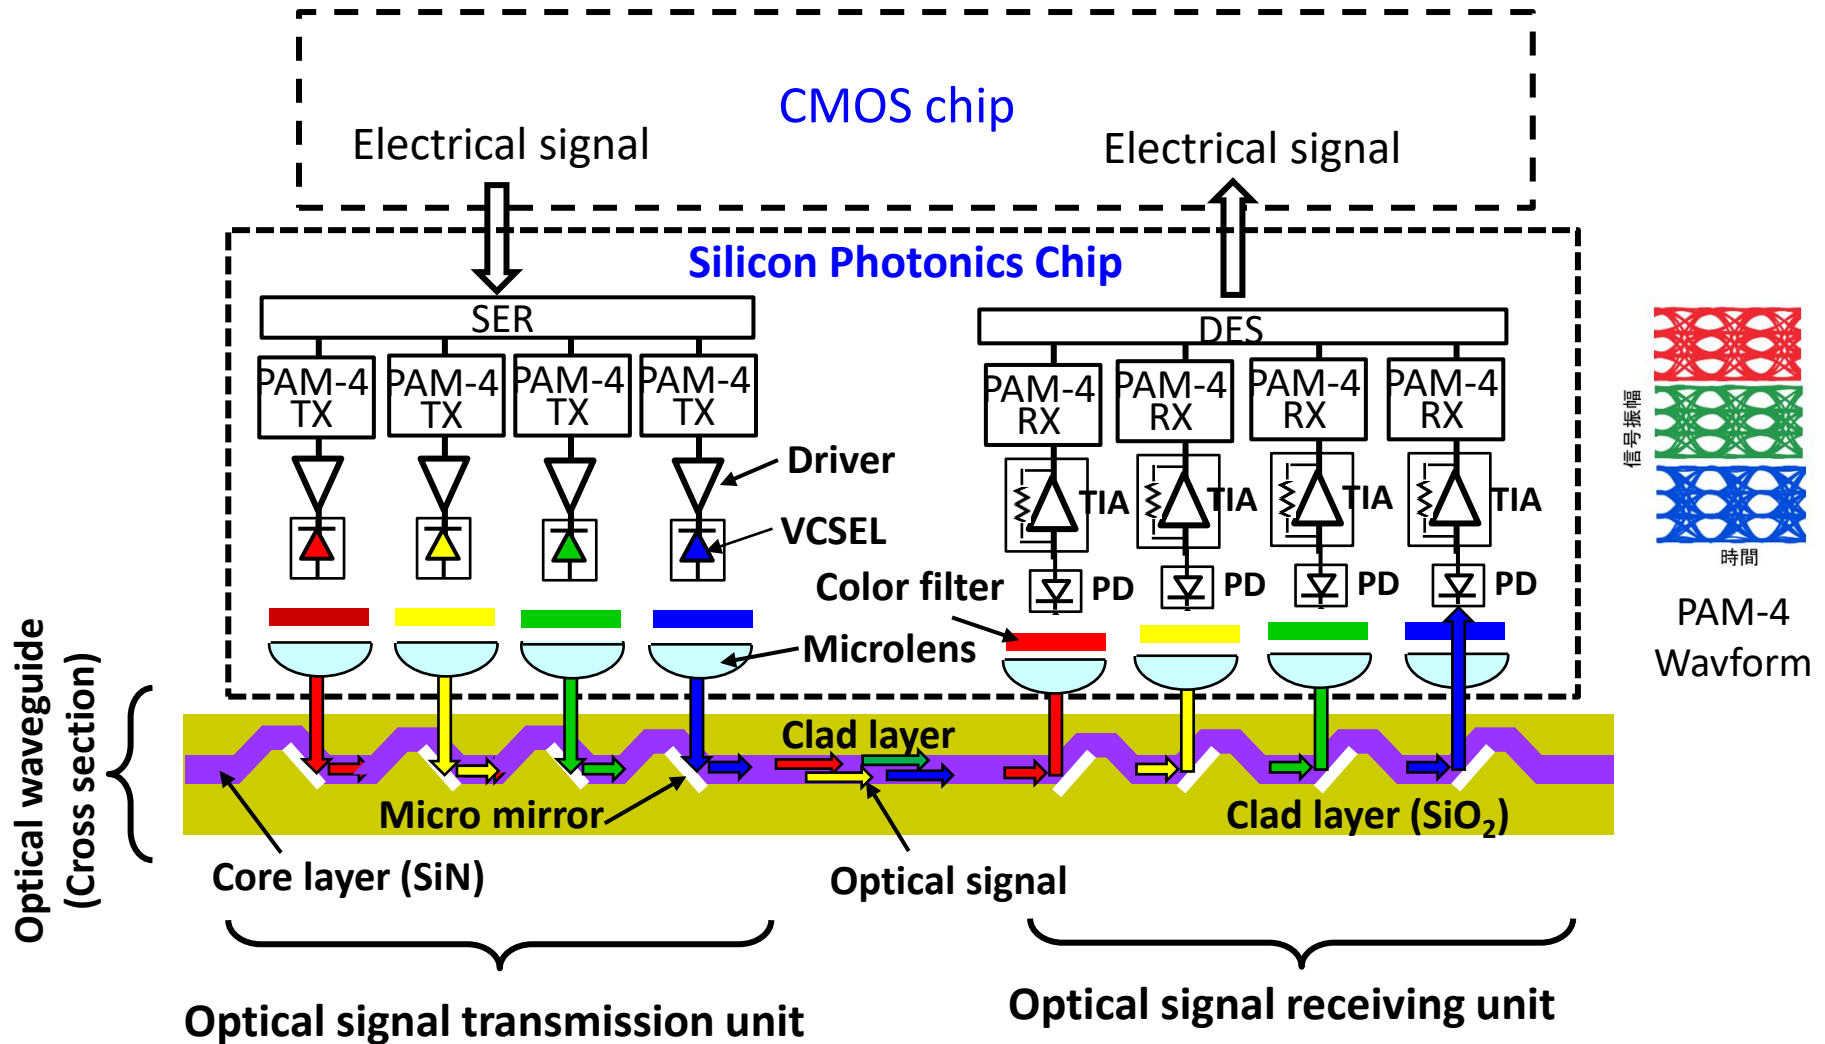 CMOS chip
Electrical signal
Electrical signal
Silicon Photonics Chip
SER
DES
PAM-4
TX
PAM-4
TX
PAM-4
TX
PAM-4
TX
PAM-4
RX
PAM-4
RX
PAM-4
RX
PAM-4
RX
Driver
VCSEL
TIA
TIA
TIA
TIA
Color filter
PD
PD
PD
PD
Microlens
信号振幅
時間
PAM-4
Wavform
Optical waveguide
(Cross section)
Clad layer
Micro mirror
Clad layer (SiO₂)
Core layer (SiN)
Optical signal
Optical signal transmission unit
Optical signal receiving unit